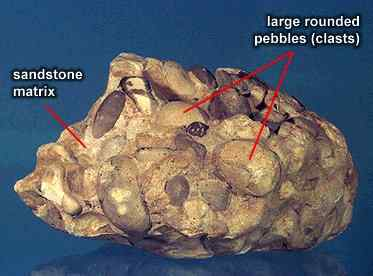 large rounded
pebbles (clasts)
sandstone
matrix